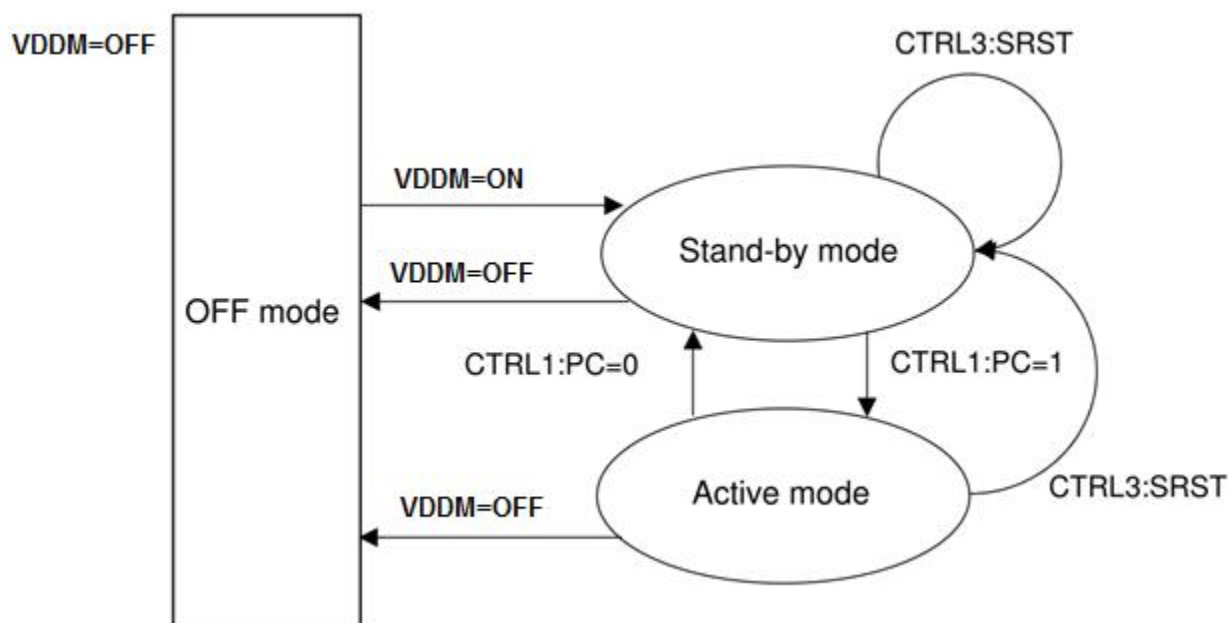 VDDM=OFF
CTRL3:SRST
VDDM=ON
Stand-by mode
VDDM=OFF
OFF mode
CTRL1:PC=0
CTRL1:PC=1
Active mode
CTRL3:SRST
VDDM=OFF